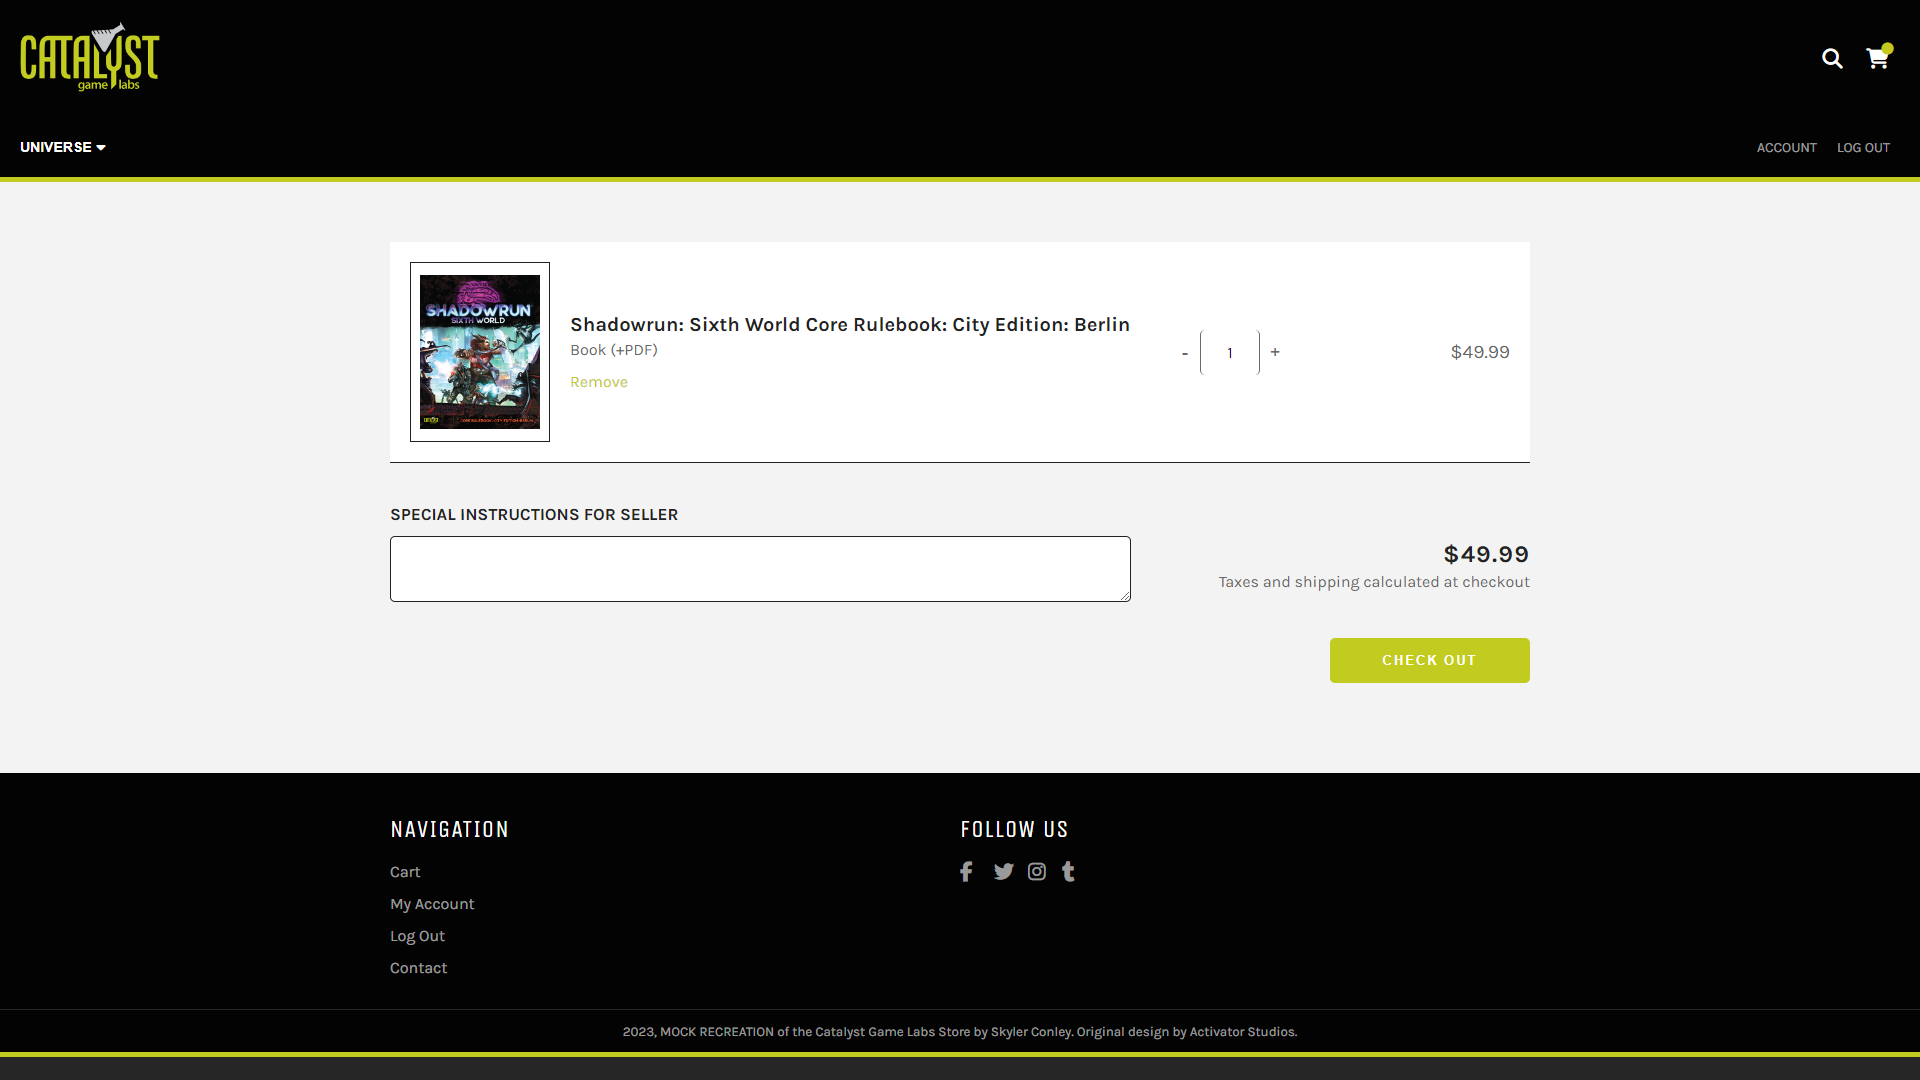 CATALYST
game labs
UNIVERSE
ACCOUNT LOG OUT
SHADOWRUN
SIXTH WORLD
Shadowrun: Sixth World Core Rulebook: City Edition: Berlin
Book (+PDF)
Remove
- 1 +
$49.99
SPECIAL INSTRUCTIONS FOR SELLER
$49.99
Taxes and shipping calculated at checkout
CHECK OUT
NAVIGATION
Cart
My Account
Log Out
Contact
FOLLOW US
2023, MOCK RECREATION of the Catalyst Game Labs Store by Skyler Conley. Original design by Activator Studios.